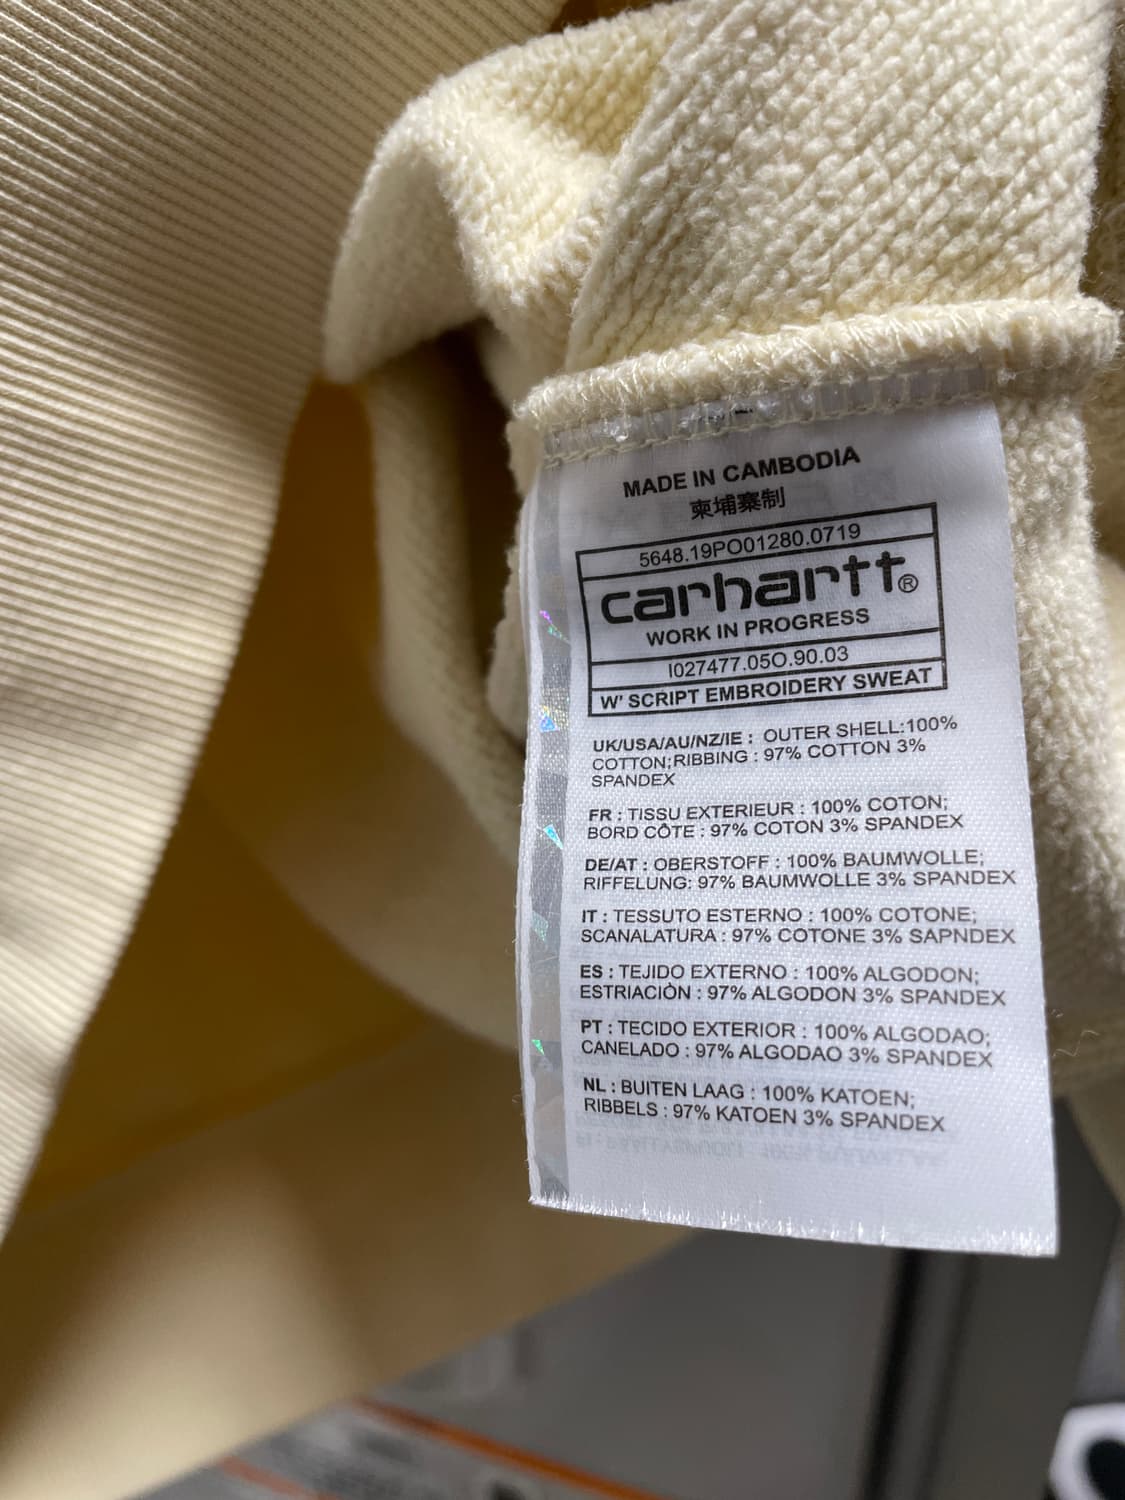 MADE IN CAMBODIA
柬埔寨制
5648.19PO01280.0719
carhartt®
WORK IN PROGRESS
I027477.05O.90.03
W' SCRIPT EMBROIDERY SWEAT
UK/USA/AU/NZ/IE : OUTER SHELL:100%
COTTON;RIBBING : 97% COTTON 3%
SPANDEX
FR : TISSU EXTERIEUR : 100% COTON;
BORD CÔTE : 97% COTON 3% SPANDEX
DE/AT : OBERSTOFF : 100% BAUMWOLLE;
RIFFELUNG: 97% BAUMWOLLE 3% SPANDEX
IT : TESSUTO ESTERNO : 100% COTONE;
SCANALATURA : 97% COTONE 3% SAPNDEX
ES : TEJIDO EXTERNO : 100% ALGODON;
ESTRIACIÒN : 97% ALGODON 3% SPANDEX
PT : TECIDO EXTERIOR : 100% ALGODAO;
CANELADO : 97% ALGODAO 3% SPANDEX
NL : BUITEN LAAG : 100% KATOEN;
RIBBELS : 97% KATOEN 3% SPANDEX